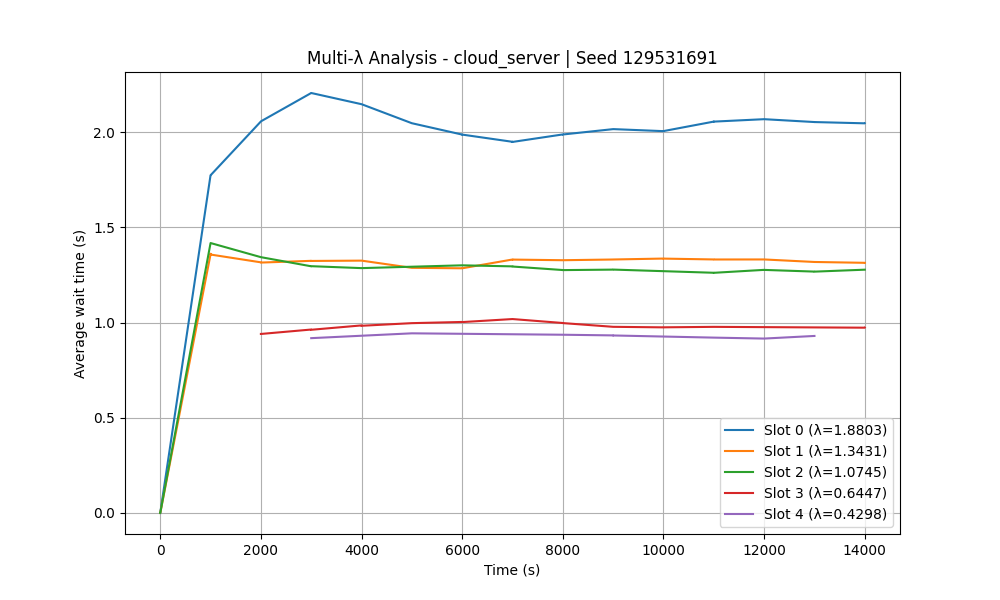 Multi-λ Analysis - cloud_server | Seed 129531691
Average wait time (s)
2.0
1.5
1.0
0.5
0.0
Slot 0 (λ=1.8803)
Slot 1 (λ=1.3431)
Slot 2 (λ=1.0745)
Slot 3 (λ=0.6447)
Slot 4 (λ=0.4298)
0 2000 4000 6000 8000 10000 12000 14000
Time (s)